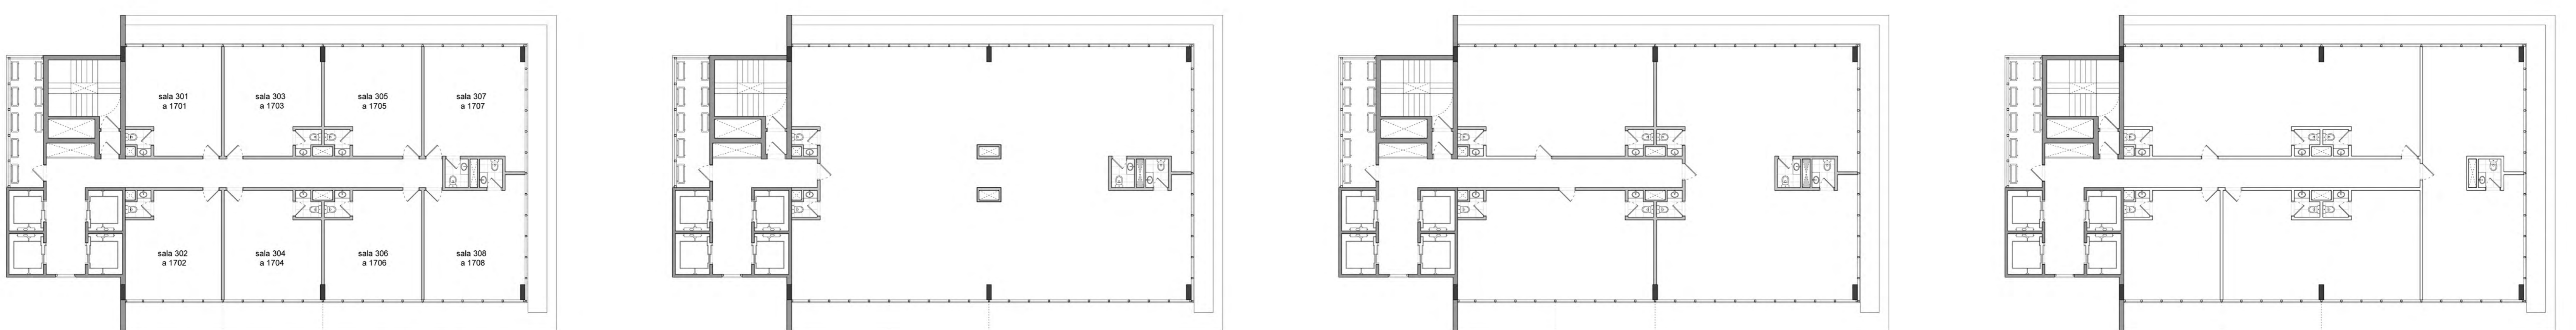 sala 301
a 1701
sala 303
a 1703
sala 305
a 1705
sala 307
a 1707
sala 302
a 1702
sala 304
a 1704
sala 306
a 1706
sala 308
a 1708